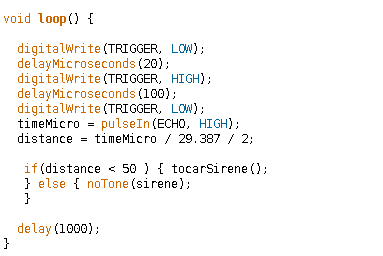 void loop() {
digitalWrite(TRIGGER, LOW);
delayMicroseconds(20);
digitalWrite(TRIGGER, HIGH);
delayMicroseconds(100);
digitalWrite(TRIGGER, LOW);
timeMicro = pulseIn(ECHO, HIGH);
distance = timeMicro / 29.387 / 2;
if(distance < 50 ) { tocarSirene();
} else { noTone(sirene);
}
delay(1000);
}